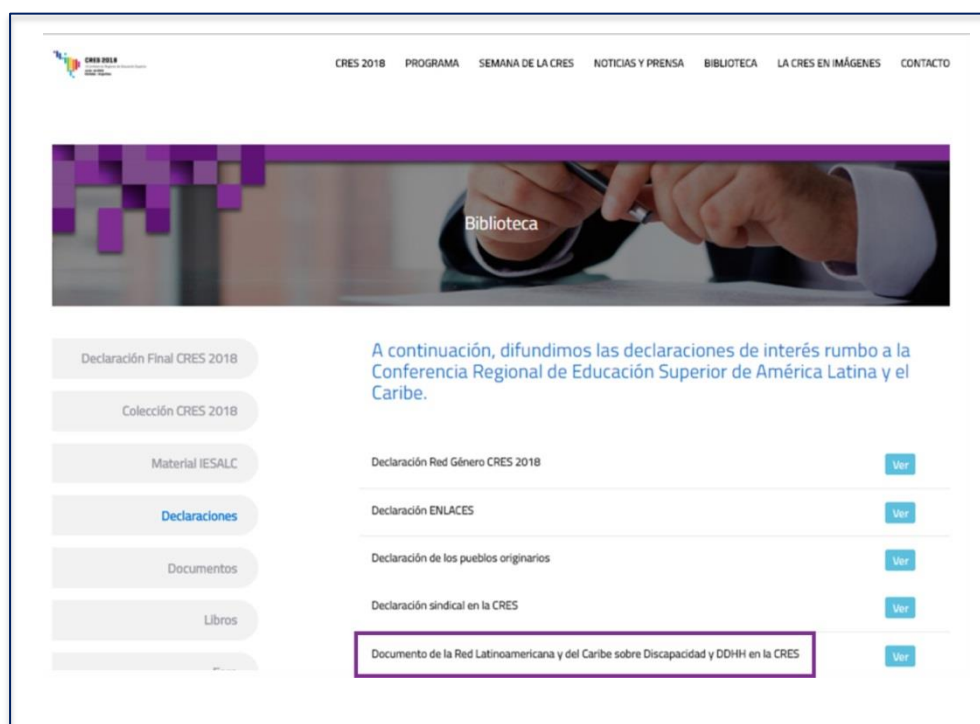 CRES 2018
CRES 2018 PROGRAMA SEMANA DE LA CRES NOTICIAS Y PRENSA BIBLIOTECA LA CRES EN IMÁGENES CONTACTO
Biblioteca
Declaración Final CRES 2018
Colección CRES 2018
Material IESALC
Declaraciones
Documentos
Libros
A continuación, difundimos las declaraciones de interés rumbo a la
Conferencia Regional de Educación Superior de América Latina y el
Caribe.
Declaración Red Género CRES 2018 Ver
Declaración ENLACES Ver
Declaración de los pueblos originarios Ver
Declaración sindical en la CRES Ver
Documento de la Red Latinoamericana y del Caribe sobre Discapacidad y DDHH en la CRES Ver